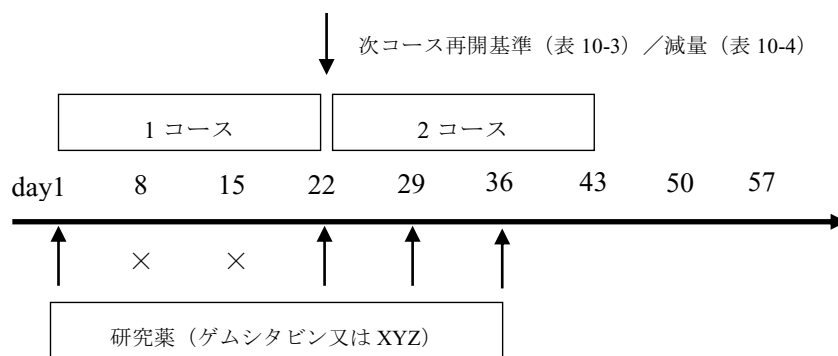 次コース再開基準（表 10-3）／減量（表 10-4）
1 コース 2 コース
day1 8 15 22 29 36 43 50 57
× ×
研究薬（ゲムシタビン又は XYZ）